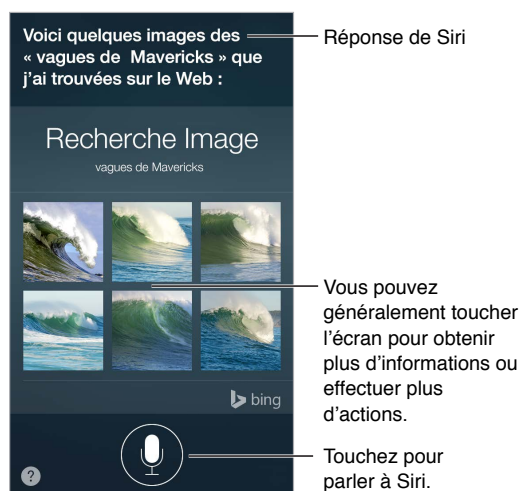 Voici quelques images des
« vagues de Mavericks » que
j'ai trouvées sur le Web :
Réponse de Siri
Recherche Image
vagues de Mavericks
Vous pouvez
généralement toucher
l'écran pour obtenir
plus d'informations ou
effectuer plus
d'actions.
bing
?
Touchez pour
parler à Siri.